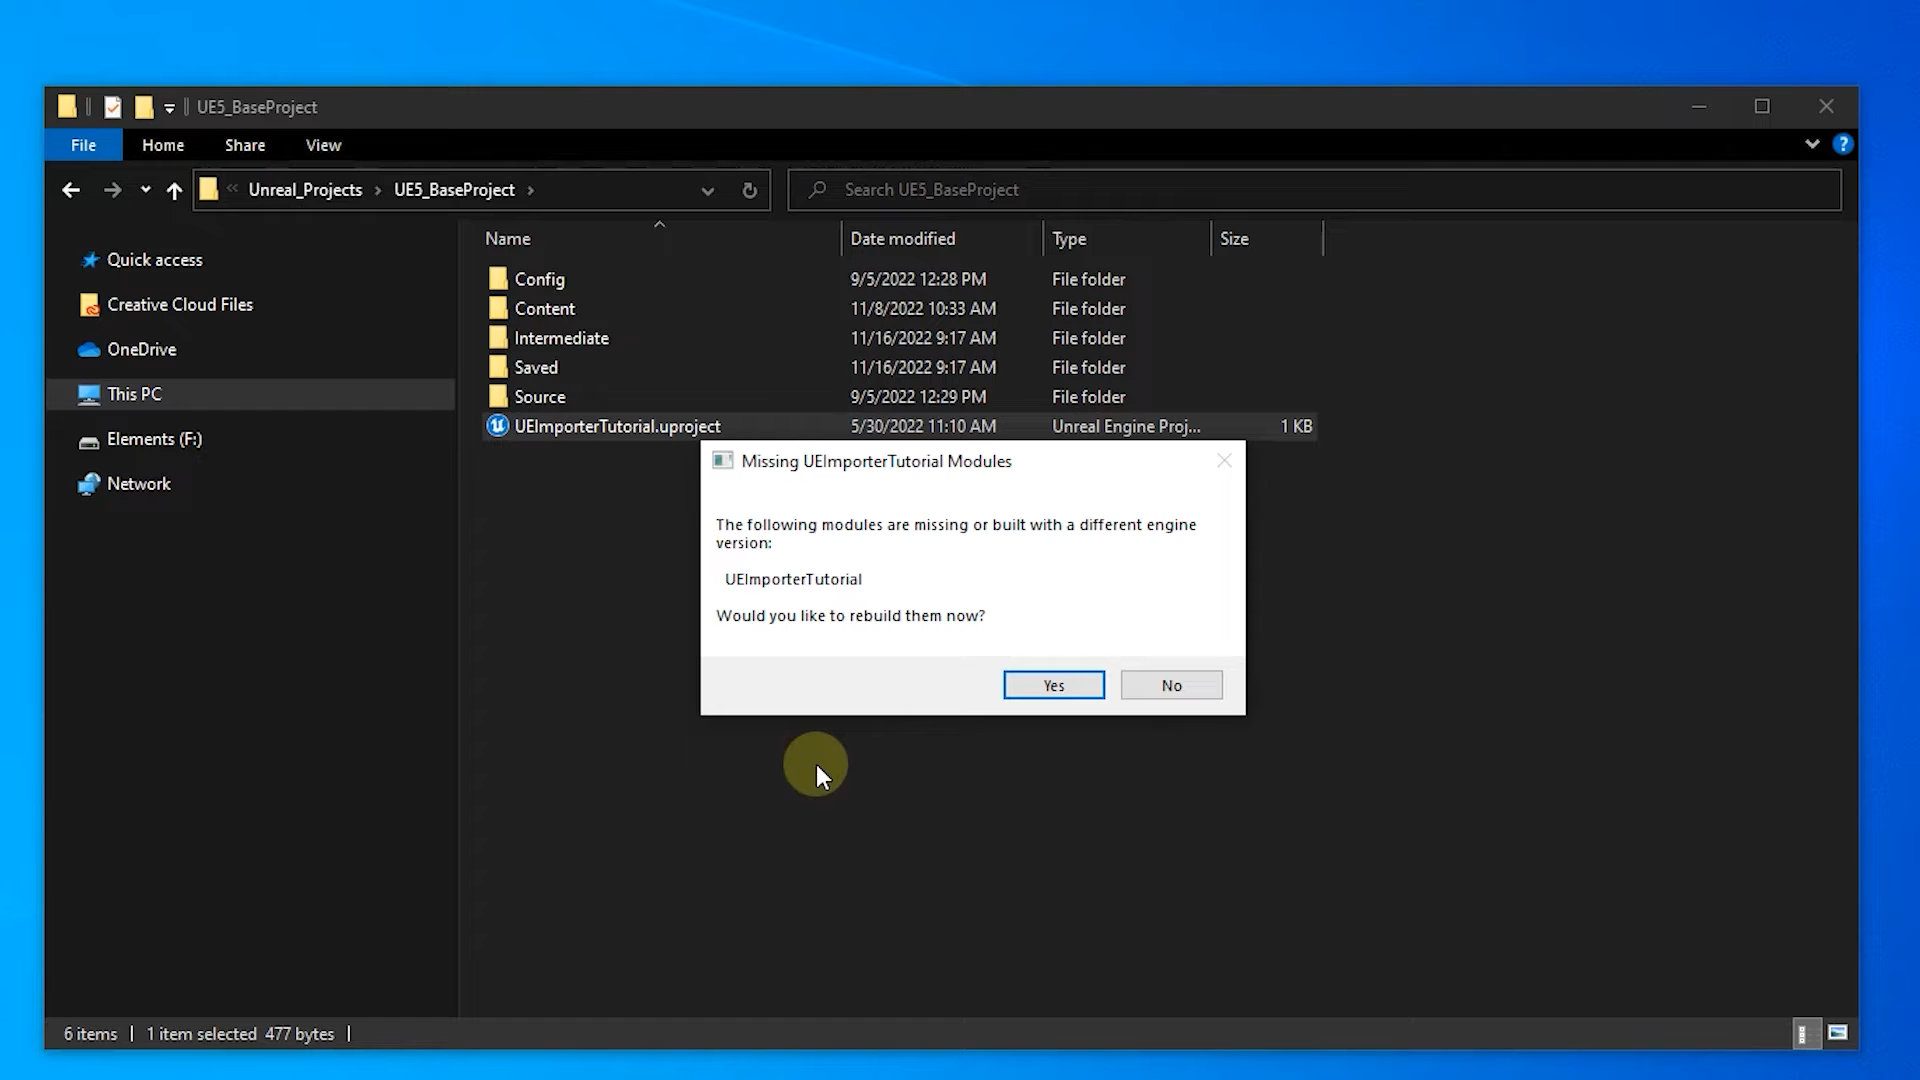 UE5_BaseProject
File Home Share View
Unreal_Projects > UE5_BaseProject >
Search UE5_BaseProject
Name Date modified Type Size
Quick access
Creative Cloud Files
OneDrive
This PC
Elements (F:)
Network
Config 9/5/2022 12:28 PM File folder
Content 11/8/2022 10:33 AM File folder
Intermediate 11/16/2022 9:17 AM File folder
Saved 11/16/2022 9:17 AM File folder
Source 9/5/2022 12:29 PM File folder
UEImporterTutorial.uproject 5/30/2022 11:10 AM Unreal Engine Proj... 1 KB
Missing UEImporterTutorial Modules
The following modules are missing or built with a different engine
version:
UEImporterTutorial
Would you like to rebuild them now?
Yes No
6 items | 1 item selected 477 bytes |